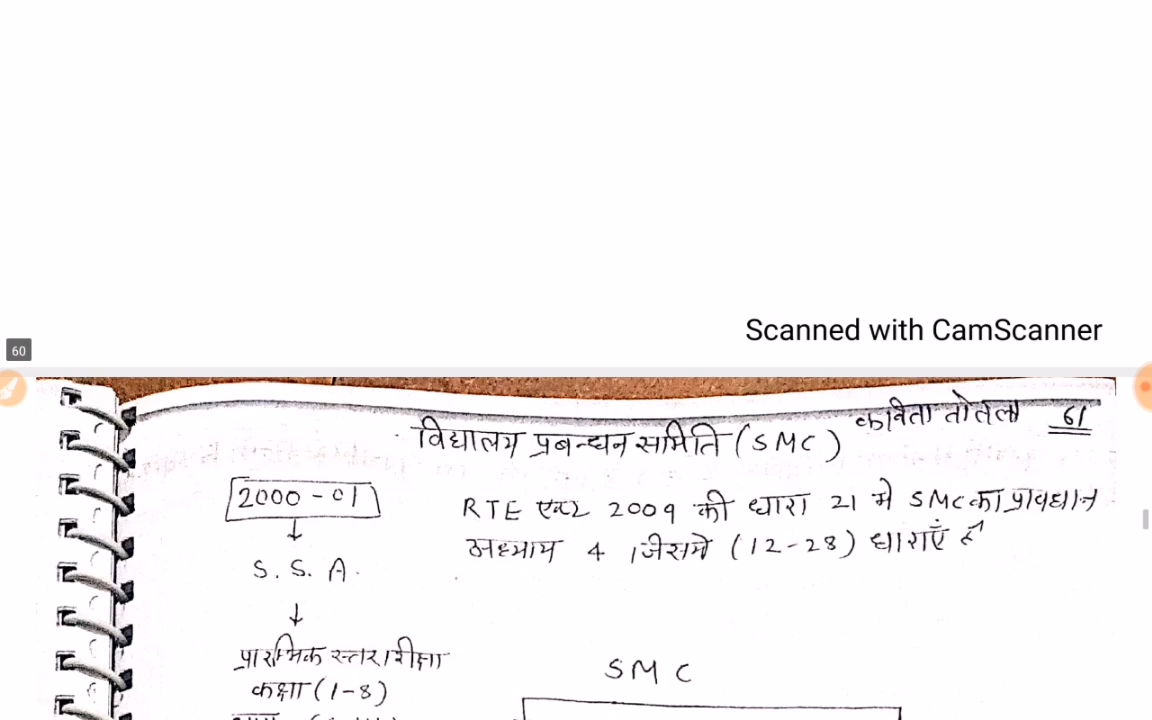 Scanned with CamScanner
60
कविता तोतला 61
विद्यालय प्रबन्धन समिति (SMC)
2000-01
RTE एक्ट 2009 की धारा 21 मे SMC का प्रावधान
अध्याय 4 जिसमे (12-28) धाराएँ हैं
S. S. A.
प्रारम्भिक स्तर शिक्षा
SMC
कक्षा (1-8)